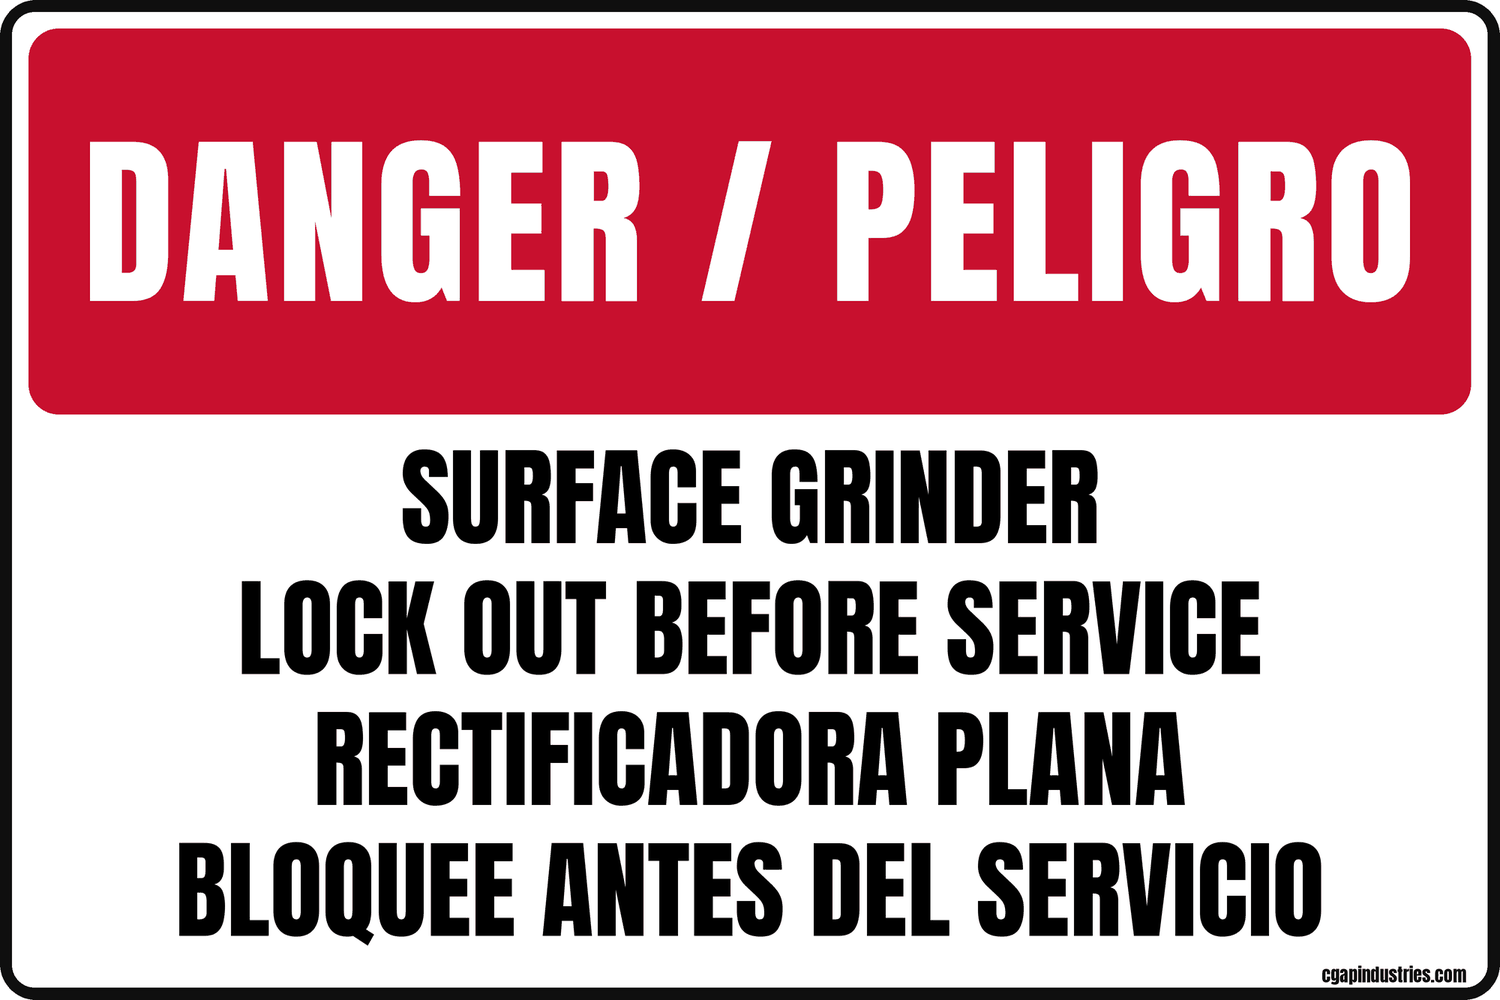 DANGER / PELIGRO
SURFACE GRINDER
LOCK OUT BEFORE SERVICE
RECTIFICADORA PLANA
BLOQUEE ANTES DEL SERVICIO
cgapindustries.com